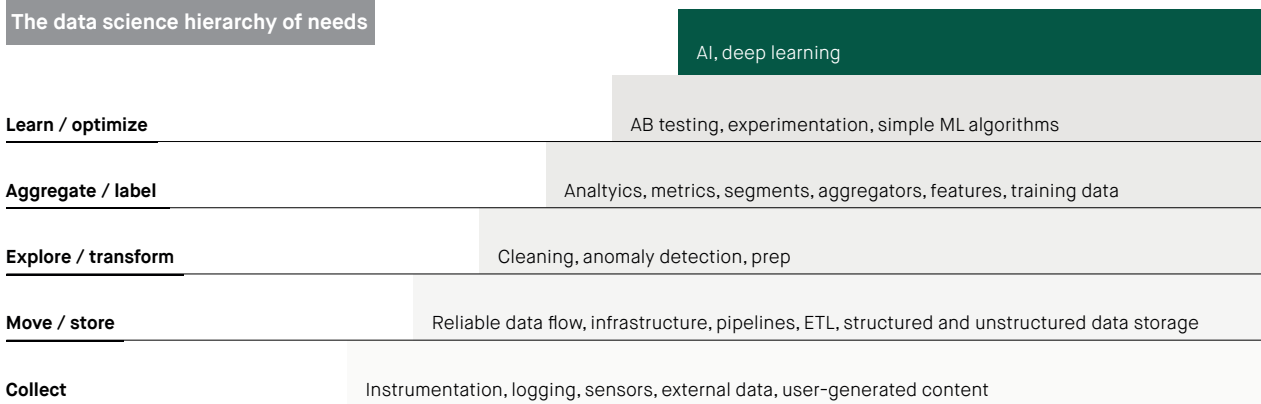 The data science hierarchy of needs
AI, deep learning
Learn / optimize
AB testing, experimentation, simple ML algorithms
Aggregate / label
Analtyics, metrics, segments, aggregators, features, training data
Explore / transform
Cleaning, anomaly detection, prep
Move / store
Reliable data flow, infrastructure, pipelines, ETL, structured and unstructured data storage
Collect
Instrumentation, logging, sensors, external data, user-generated content